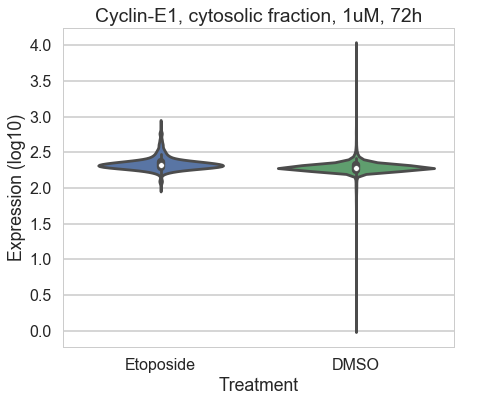 Cyclin-E1, cytosolic fraction, 1uM, 72h
Expression (log10)
4.0
3.5
3.0
2.5
2.0
1.5
1.0
0.5
0.0
Etoposide DMSO
Treatment